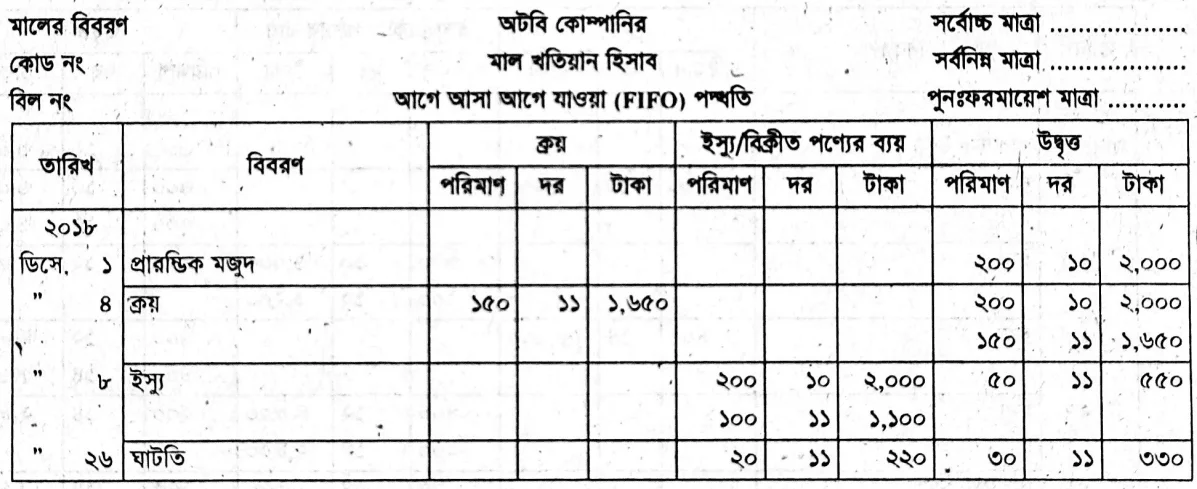 মালের বিবরণ অটবি কোম্পানির সর্বোচ্চ মাত্রা ..................
কোড নং মাল খতিয়ান হিসাব সর্বনিম্ন মাত্রা ..................
বিল নং আগে আসা আগে যাওয়া (FIFO) পদ্ধতি পুনঃফরমায়েশ মাত্রা ...........
তারিখ বিবরণ ক্রয় ইস্যু/বিক্রীত পণ্যের ব্যয় উদ্বৃত্ত
পরিমাণ দর টাকা পরিমাণ দর টাকা পরিমাণ দর টাকা
২০১৮
ডিসে. ১ প্রারম্ভিক মজুদ ২০০ ১০ ২,০০০
" ৪ ক্রয় ১৫০ ১১ ১,৬৫০ ২০০ ১০ ২,০০০
১৫০ ১১ ১,৬৫০
" ৮ ইস্যু ২০০ ১০ ২,০০০ ৫০ ১১ ৫৫০
১০০ ১১ ১,১০০
" ২৬ ঘাটতি ২০ ১১ ২২০ ৩০ ১১ ৩৩০